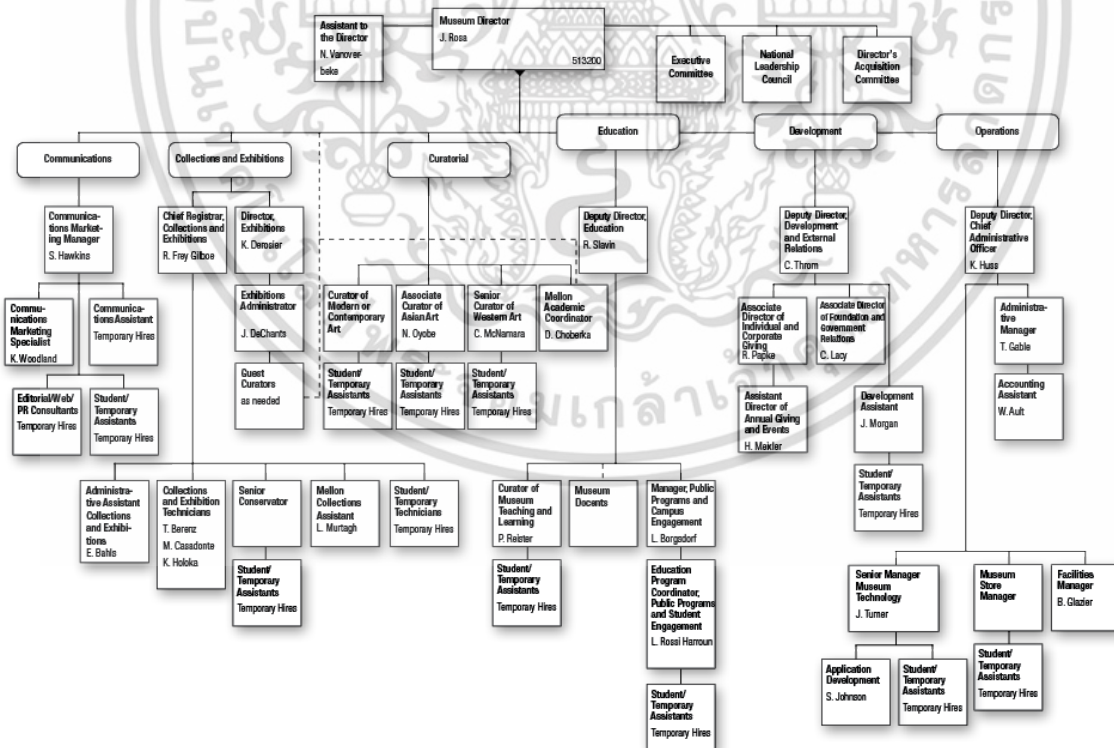 Assistant to
the Director
N. Vanover-
beke
Museum Director
J. Rosa
513200
Executive
Committee
National
Leadership
Council
Director's
Acquisition
Committee
Communications
Collections and Exhibitions
Curatorial
Education
Development
Operations
Communica-
tions Market-
ing Manager
S. Hawkins
Commu-
nications
Marketing
Specialist
K. Woodland
Communica-
tions Assistant
Temporary Hires
Editorial/Web/
PR Consultants
Temporary Hires
Student/
Temporary
Assistants
Temporary Hires
Chief Registrar,
Collections and
Exhibitions
R. Frey Gilboe
Director,
Exhibitions
K. Derosier
Exhibitions
Administrator
J. DeChants
Guest
Curators
as needed
Administra-
tive Assistant
Collections
and Exhibi-
tions
E. Bahls
Collections
and Exhibition
Technicians
T. Berenz
M. Casadonte
K. Holoka
Senior
Conservator
Student/
Temporary
Assistants
Temporary Hires
Mellon
Collections
Assistant
L. Murtagh
Student/
Temporary
Technicians
Temporary Hires
Curator of
Modern or
Contemporary
Art
Student/
Temporary
Assistants
Temporary Hires
Associate
Curator of
Asian Art
N. Oyobe
Student/
Temporary
Assistants
Temporary Hires
Senior
Curator of
Western Art
C. McNamara
Student/
Temporary
Assistants
Temporary Hires
Mellon
Academic
Coordinator
D. Choberka
Deputy Director,
Education
R. Slavin
Curator of
Museum
Teaching and
Learning
P. Reister
Student/
Temporary
Assistants
Temporary Hires
Museum
Docents
Manager, Public
Programs and
Campus
Engagement
L. Borgsdorf
Education
Program
Coordinator,
Public Programs
and Student
Engagement
L. Rossi Harroun
Student/
Temporary
Assistants
Temporary Hires
Deputy Director,
Development
and External
Relations
C. Throm
Associate
Director of
Individual and
Corporate
Giving
R. Papke
Assistant
Director of
Annual Giving
and Events
H. Meixler
Associate Director
of Foundation and
Government
Relations
C. Lacy
Development
Assistant
J. Morgan
Student/
Temporary
Assistants
Temporary Hires
Deputy Director,
Chief
Administrative
Officer
K. Huss
Administra-
tive Manager
T. Gable
Accounting
Assistant
W. Ault
Senior Manager
Museum
Technology
J. Turner
Application
Development
S. Johnson
Student/
Temporary
Assistants
Temporary Hires
Museum
Store
Manager
Student/
Temporary
Assistants
Temporary Hires
Facilities
Manager
B. Glazier